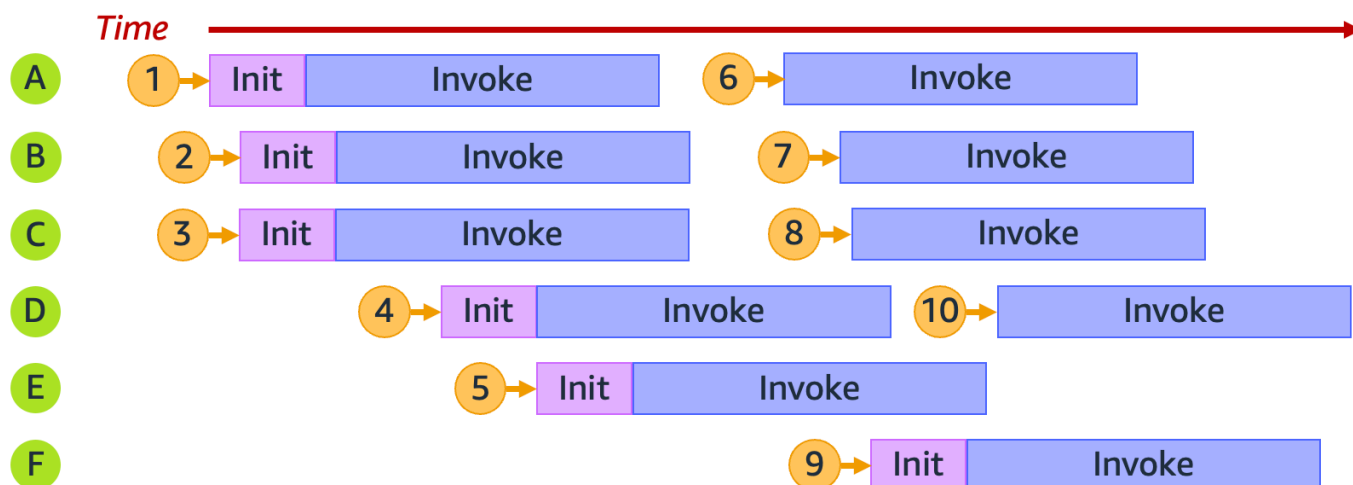 Time
A 1 Init Invoke 6 Invoke
B 2 Init Invoke 7 Invoke
C 3 Init Invoke 8 Invoke
D 4 Init Invoke 10 Invoke
E 5 Init Invoke
F 9 Init Invoke